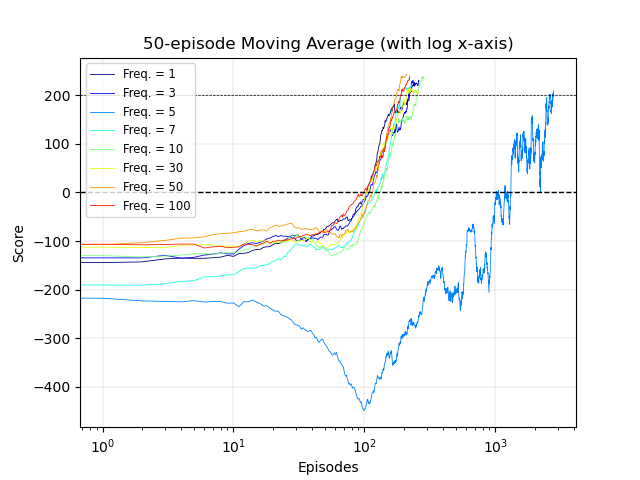 50-episode Moving Average (with log x-axis)
Freq. = 1
Freq. = 3
Freq. = 5
Freq. = 7
Freq. = 10
Freq. = 30
Freq. = 50
Freq. = 100
200
100
0
−100
−200
−300
−400
Score
10⁰ 10¹ 10² 10³
Episodes